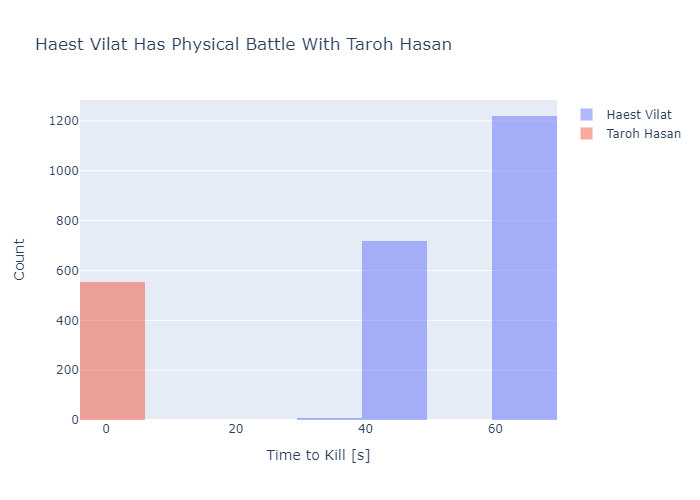 Haest Vilat Has Physical Battle With Taroh Hasan
Haest Vilat
Taroh Hasan
1200
1000
800
600
400
200
0
Count
0 20 40 60
Time to Kill [s]